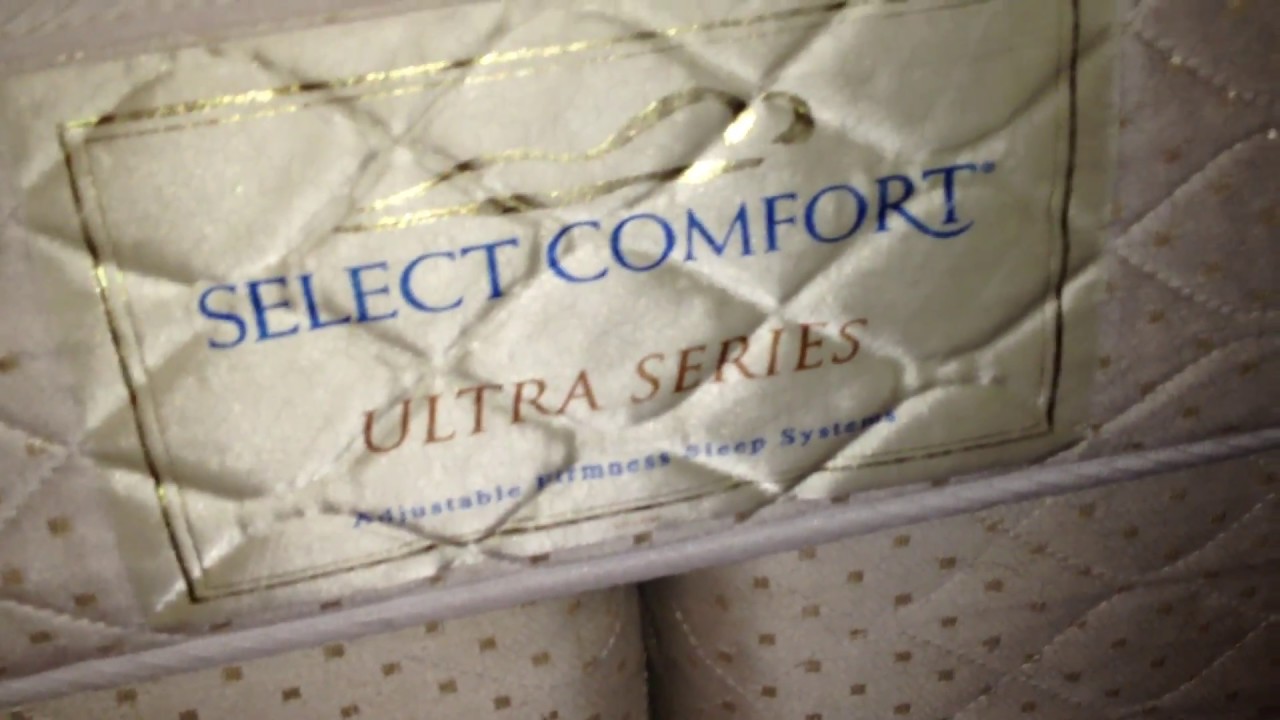 SELECT COMFORT®
ULTRA SERIES
Adjustable Firmness Sleep Systems